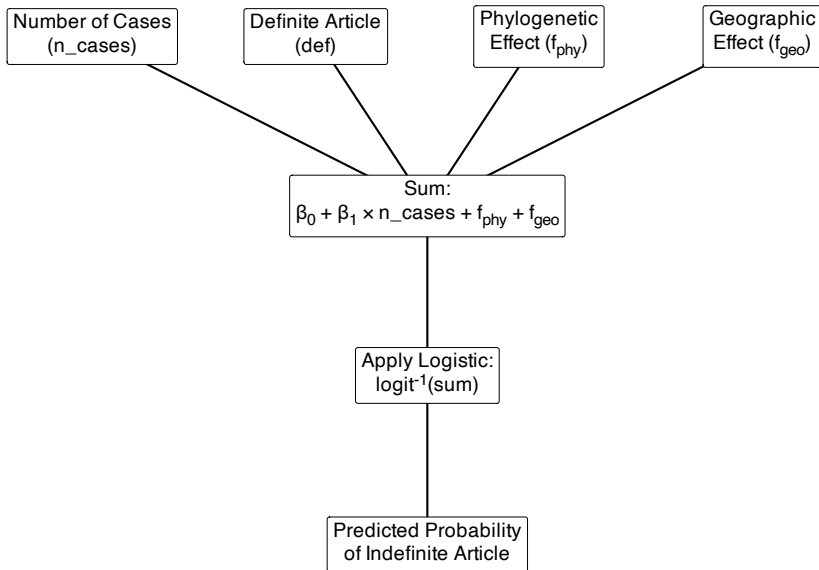 Number of Cases
(n_cases)
Definite Article
(def)
Phylogenetic
Effect (fphy)
Geographic
Effect (fgeo)
Sum:
β0 + β1 × n_cases + fphy + fgeo
Apply Logistic:
logit-1(sum)
Predicted Probability
of Indefinite Article